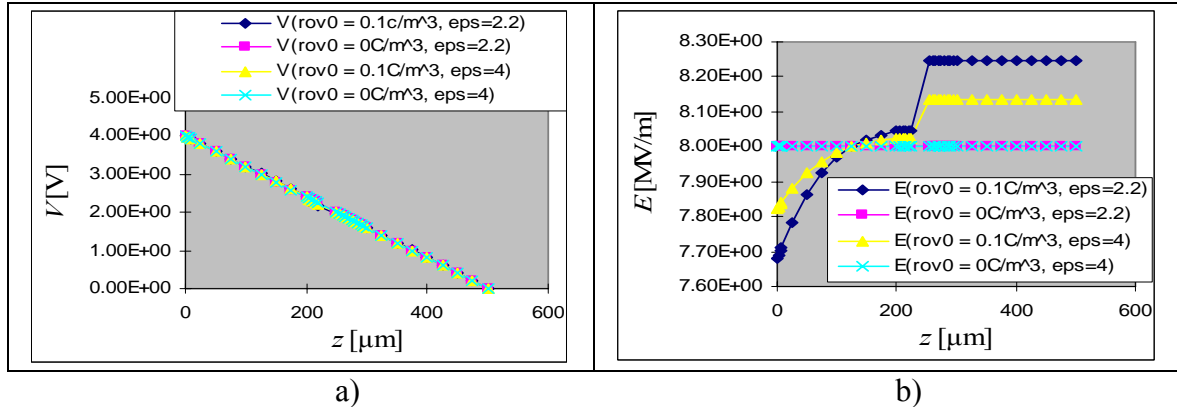 V(rov0 = 0.1c/m^3, eps=2.2)
V(rov0 = 0C/m^3, eps=2.2)
V(rov0 = 0.1C/m^3, eps=4)
V(rov0 = 0C/m^3, eps=4)
5.00E+00
4.00E+00
3.00E+00
2.00E+00
1.00E+00
0.00E+00
V[V]
0 200 400 600
z [μm]
a)
8.30E+00
8.20E+00
8.10E+00
8.00E+00
7.90E+00
7.80E+00
7.70E+00
7.60E+00
E [MV/m]
E(rov0 = 0.1C/m^3, eps=2.2)
E(rov0 = 0C/m^3, eps=2.2)
E(rov0 = 0.1C/m^3, eps=4)
E(rov0 = 0C/m^3, eps=4)
0 200 400 600
z [μm]
b)